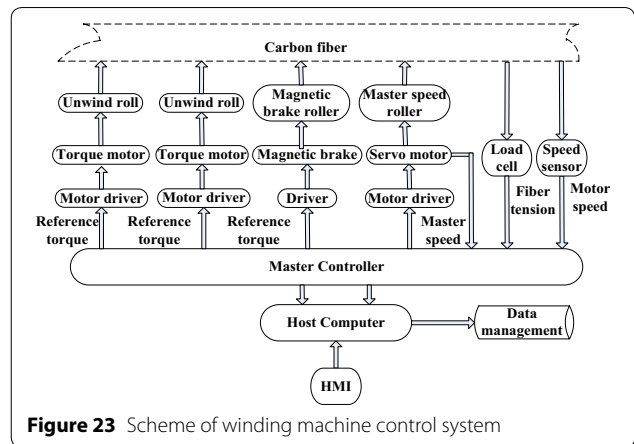 Carbon fiber
Unwind roll
Unwind roll
Magnetic
brake roller
Master speed
roller
Torque motor
Torque motor
Magnetic brake
Servo motor
Load
cell
Speed
sensor
Motor driver
Motor driver
Driver
Motor driver
Fiber
tension
Motor
speed
Reference
torque
Reference
torque
Reference
torque
Master
speed
Master Controller
Host Computer
Data
management
HMI
Figure 23 Scheme of winding machine control system